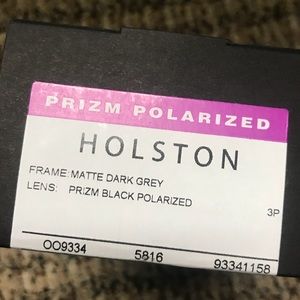 PRIZM POLARIZED
HOLSTON
FRAME: MATTE DARK GREY
LENS: PRIZM BLACK POLARIZED
3P
OO9334 5816 93341158